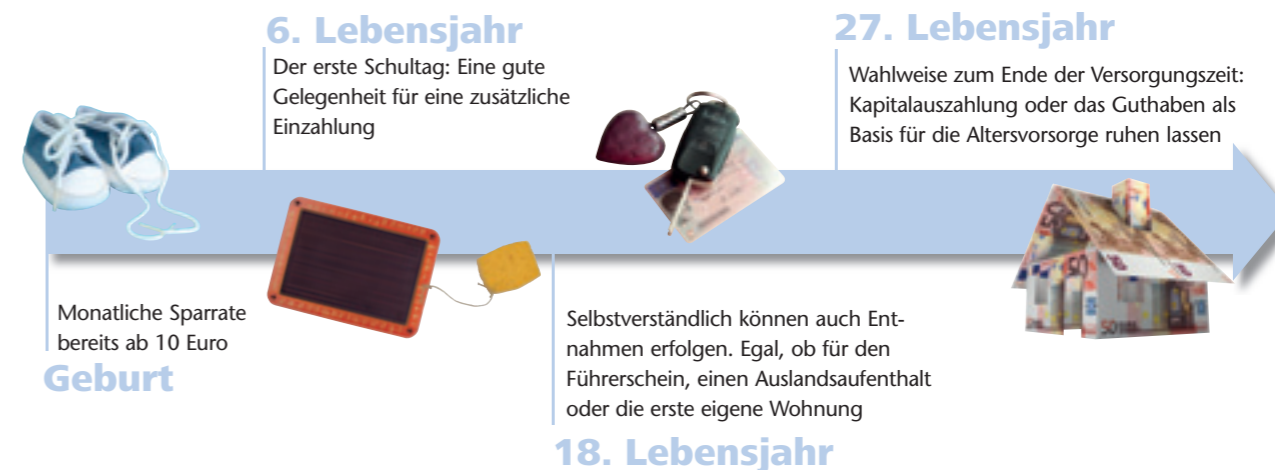 6. Lebensjahr
Der erste Schultag: Eine gute
Gelegenheit für eine zusätzliche
Einzahlung
27. Lebensjahr
Wahlweise zum Ende der Versorgungszeit:
Kapitalauszahlung oder das Guthaben als
Basis für die Altersvorsorge ruhen lassen
Monatliche Sparrate
bereits ab 10 Euro
Geburt
Selbstverständlich können auch Ent-
nahmen erfolgen. Egal, ob für den
Führerschein, einen Auslandsaufenthalt
oder die erste eigene Wohnung
18. Lebensjahr